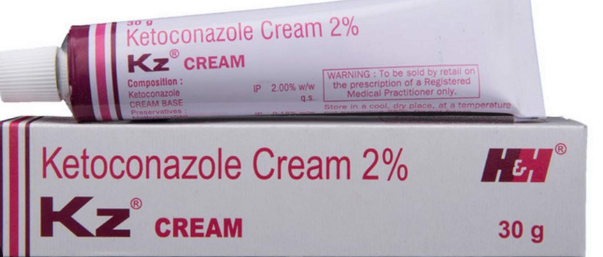 30 g
Ketoconazole Cream 2%
Kz® CREAM
Composition :
Ketoconazole IP 2.00% w/w
CREAM BASE q.s.
Preservatives :
WARNING : To be sold by retail on
the prescription of a Registered
Medical Practitioner only.
Store in a cool, dry place, at a temperature
Ketoconazole Cream 2%
H&H®
Kz® CREAM
30 g